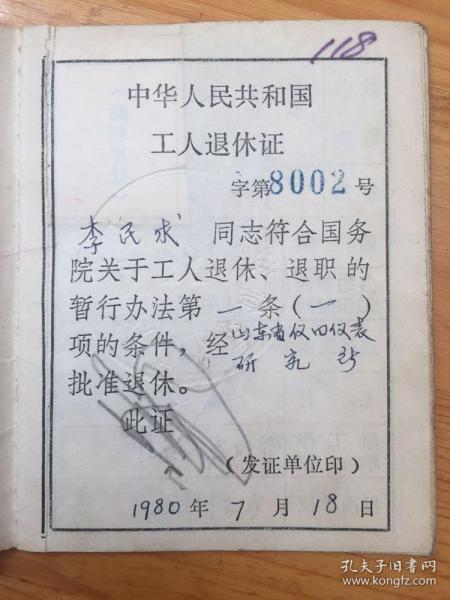 118
中华人民共和国
工人退休证
字第8002号
李民求 同志符合国务
院关于工人退休、退职的
暂行办法第一条(一)
项的条件，经山东省仪田仪表
研究所
批准退休。
此证
(发证单位印)
1980年7月18日
孔夫子旧书网
www.kongfz.com